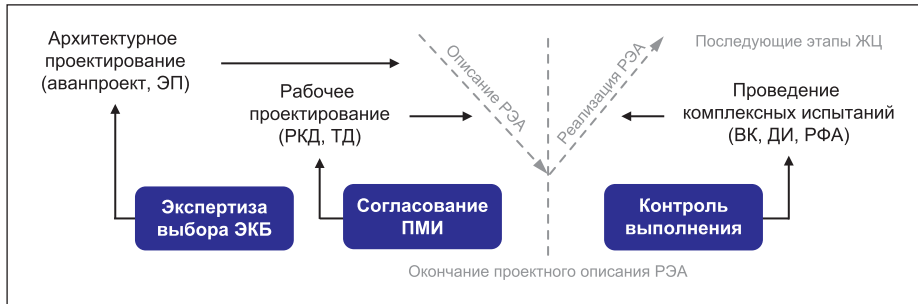 Архитектурное
проектирование
(аванпроект, ЭП)
Рабочее
проектирование
(РКД, ТД)
Описание РЭА
Реализация РЭА
Последующие этапы ЖЦ
Проведение
комплексных испытаний
(ВК, ДИ, РФА)
Экспертиза
выбора ЭКБ
Согласование
ПМИ
Контроль
выполнения
Окончание проектного описания РЭА